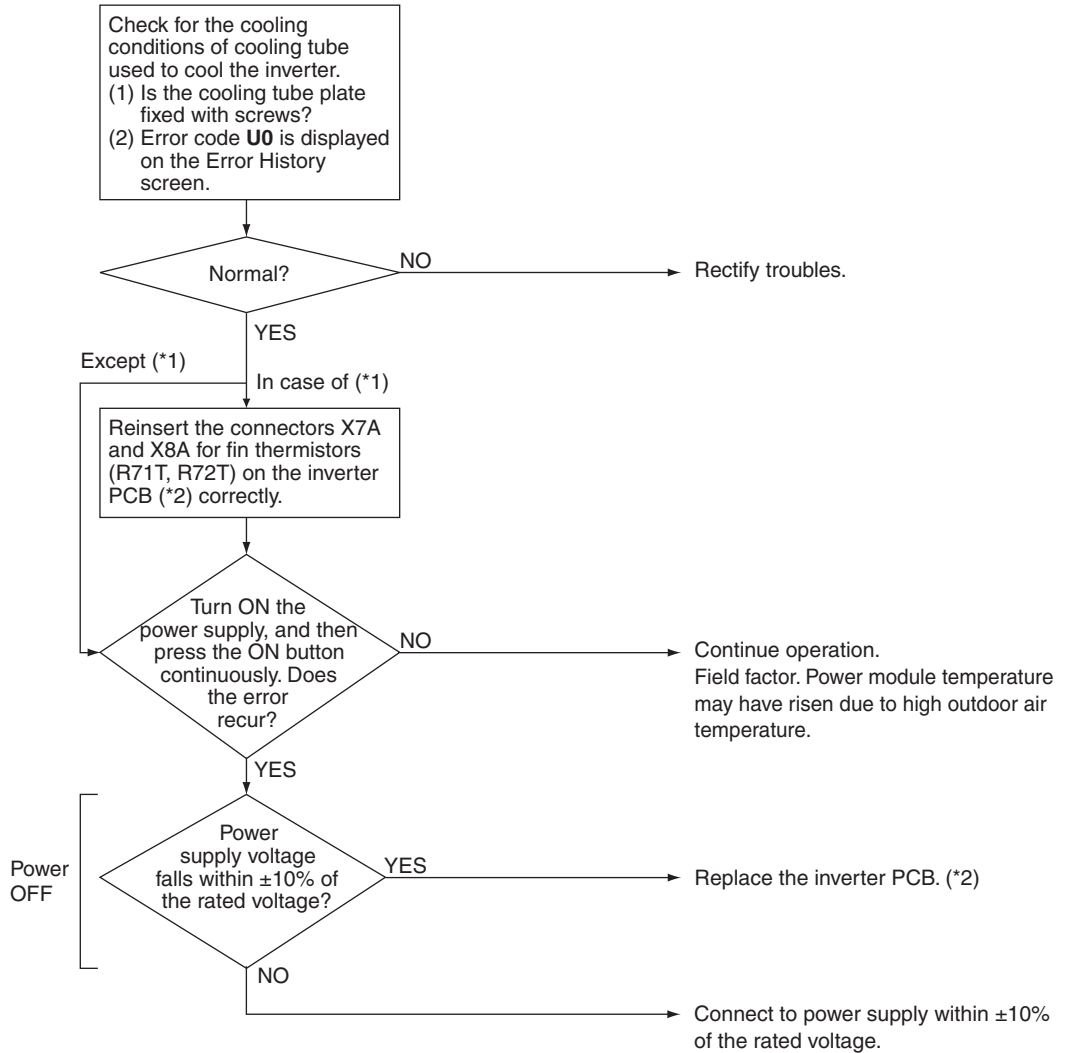 Check for the cooling
conditions of cooling tube
used to cool the inverter.
(1) Is the cooling tube plate
fixed with screws?
(2) Error code U0 is displayed
on the Error History
screen.
Normal?
NO
Rectify troubles.
YES
Except (*1)
In case of (*1)
Reinsert the connectors X7A
and X8A for fin thermistors
(R71T, R72T) on the inverter
PCB (*2) correctly.
Turn ON the
power supply, and then
press the ON button
continuously. Does
the error
recur?
NO
Continue operation.
Field factor. Power module temperature
may have risen due to high outdoor air
temperature.
YES
Power
OFF
Power
supply voltage
falls within ±10% of
the rated voltage?
YES
Replace the inverter PCB. (*2)
NO
Connect to power supply within ±10%
of the rated voltage.